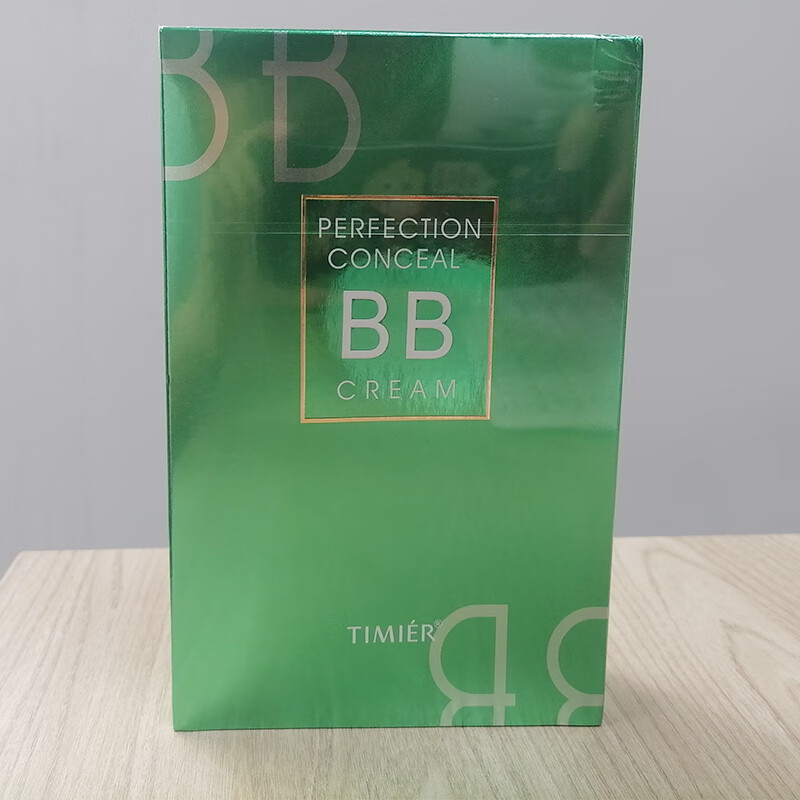 BB
PERFECTION
CONCEAL
BB
CREAM
TIMIÉR®
BB